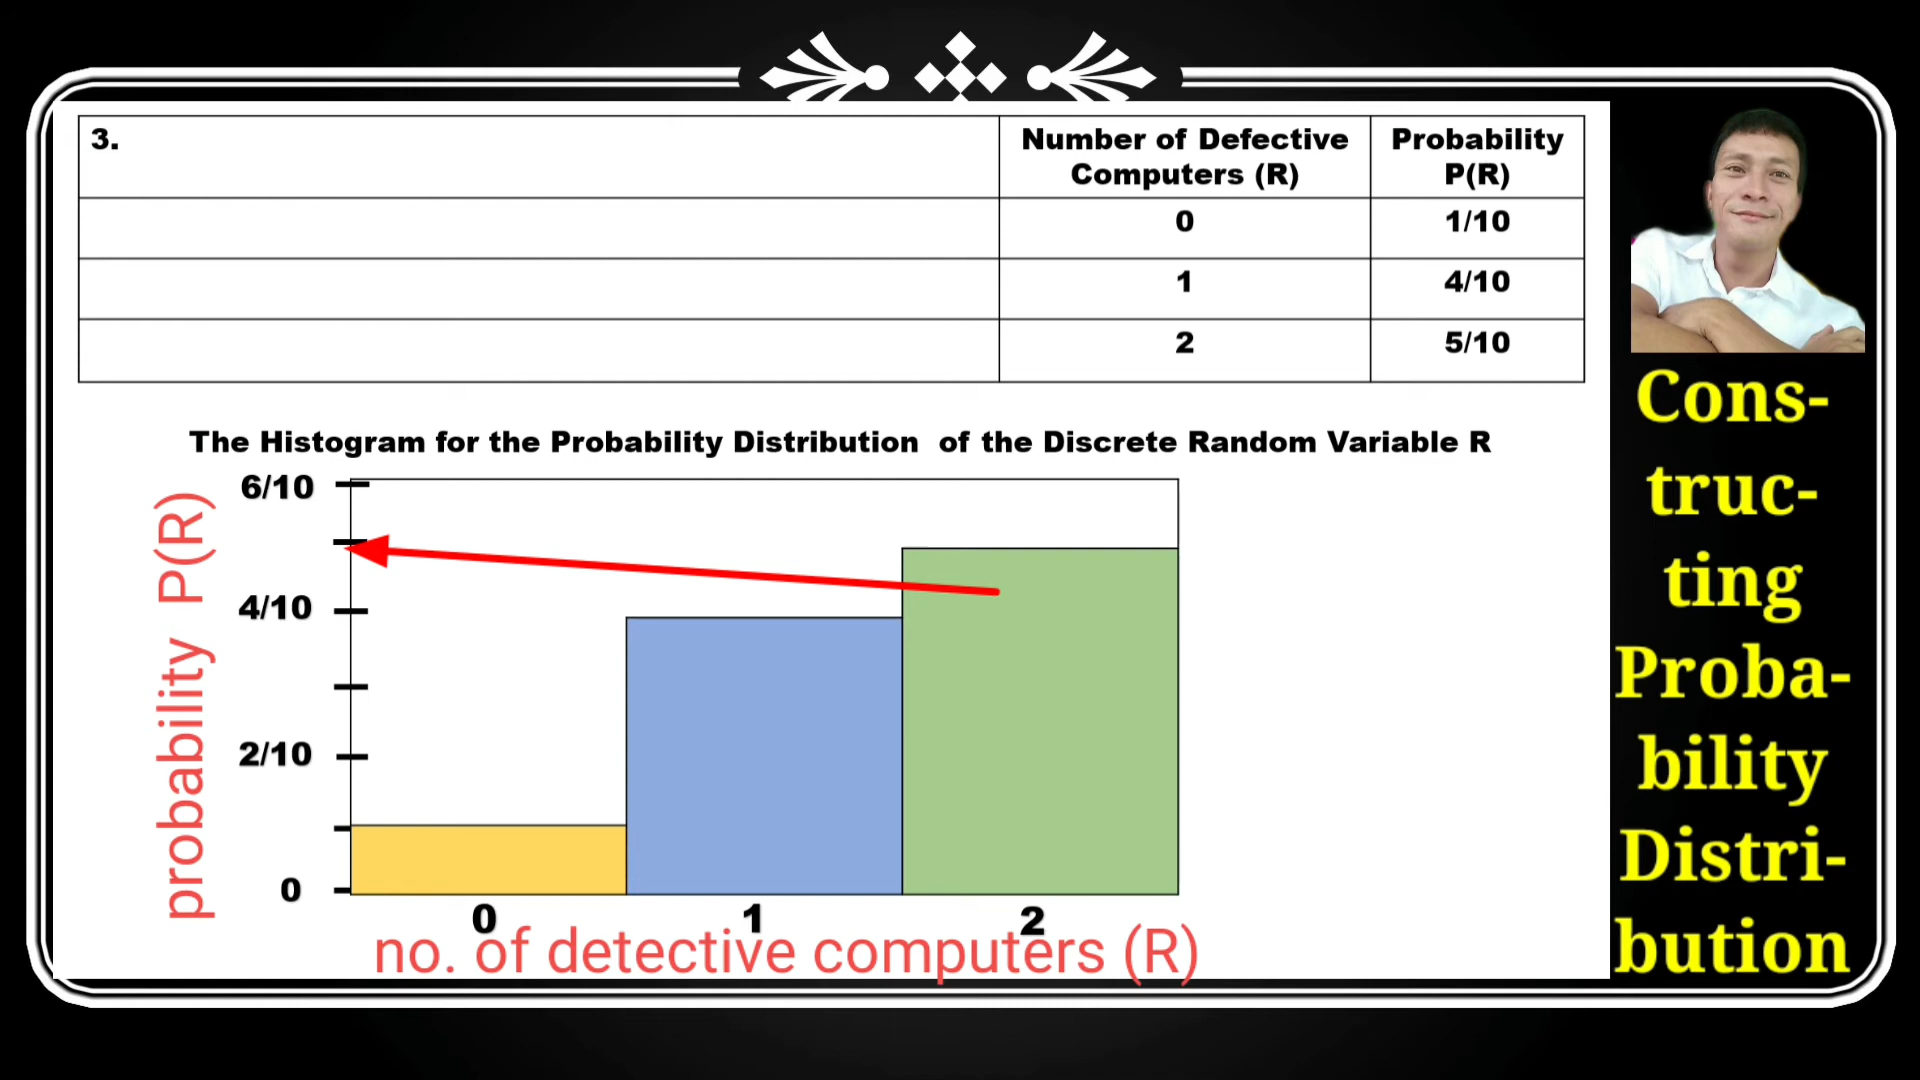 3.
Number of Defective
Computers (R)
Probability
P(R)
0
1/10
1
4/10
2
5/10
The Histogram for the Probability Distribution of the Discrete Random Variable R
probability P(R)
6/10
4/10
2/10
0
0
1
2
no. of detective computers (R)
Cons-
truc-
ting
Proba-
bility
Distri-
bution